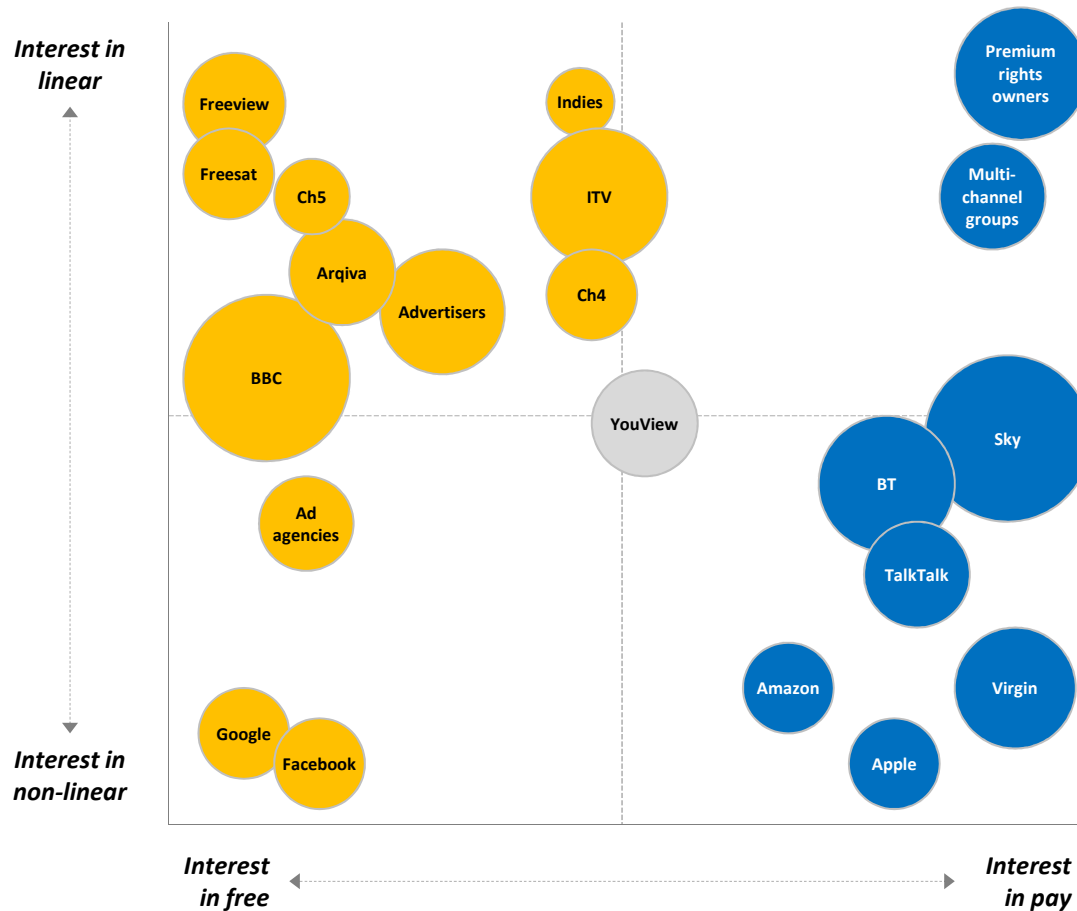 Interest in
linear
Premium
rights
owners
Freeview
Indies
Freesat
Ch5
ITV
Multi-
channel
groups
Arqiva
Ch4
Advertisers
BBC
YouView
Sky
BT
Ad
agencies
TalkTalk
Amazon
Virgin
Google
Facebook
Apple
Interest in
non-linear
Interest
in free
Interest
in pay